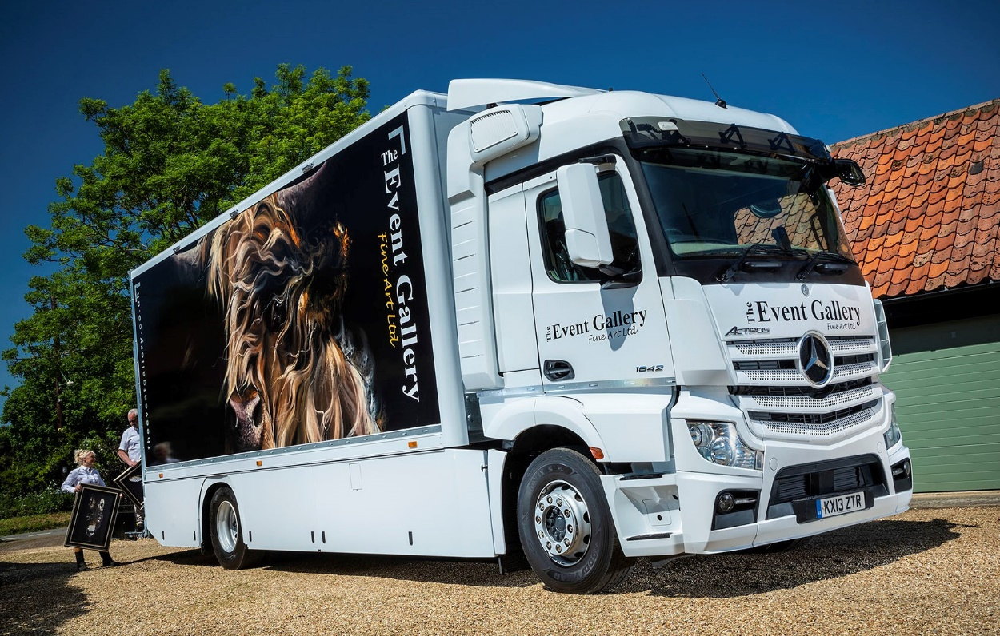 The
Event Gallery
Fine Art Ltd
The
Event Gallery
Fine Art Ltd
1842
The
Event Gallery
Fine Art Ltd
ACTROS
KX13 ZTR